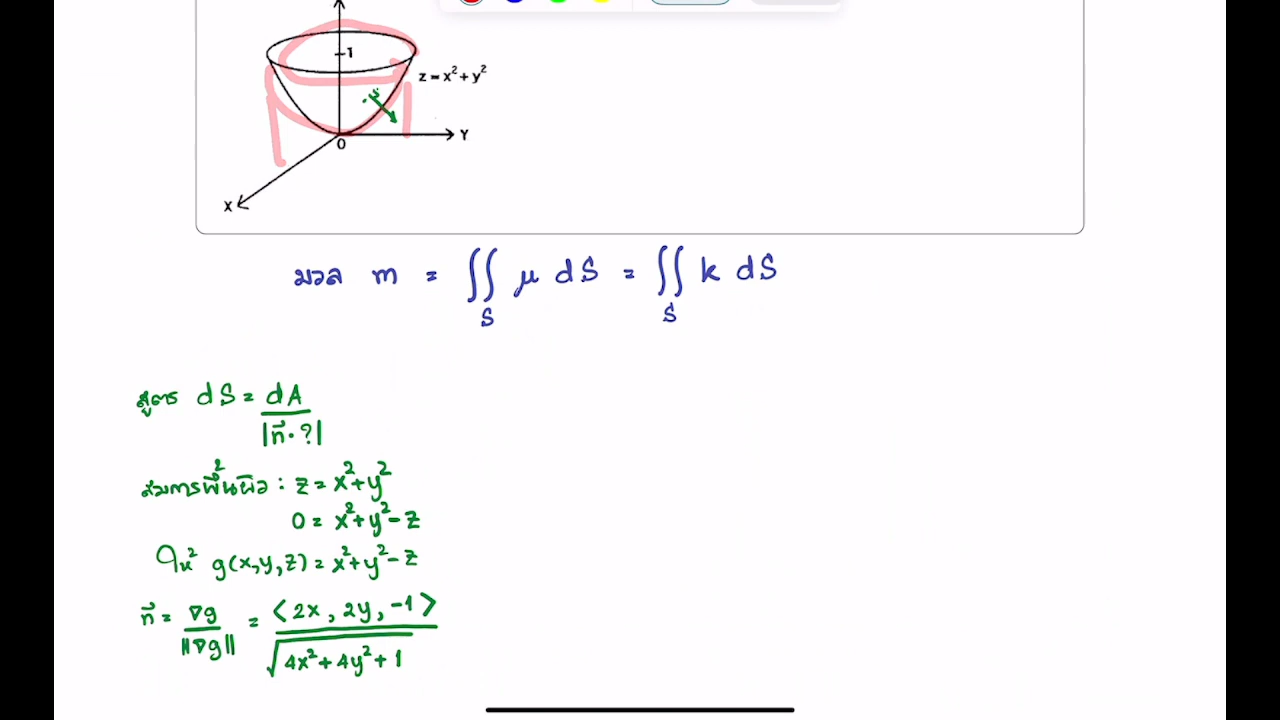 1
z = x² + y²
Y
0
X
มวล m = ∬_S μ dS = ∬_S k dS
สูตร dS = dA / |n⃗ · ?|
สมการพื้นผิว : z = x² + y²
0 = x² + y² - z
ให้ g(x,y,z) = x² + y² - z
n⃗ = ∇g / ‖∇g‖ = ⟨2x, 2y, -1⟩ / √(4x² + 4y² + 1)